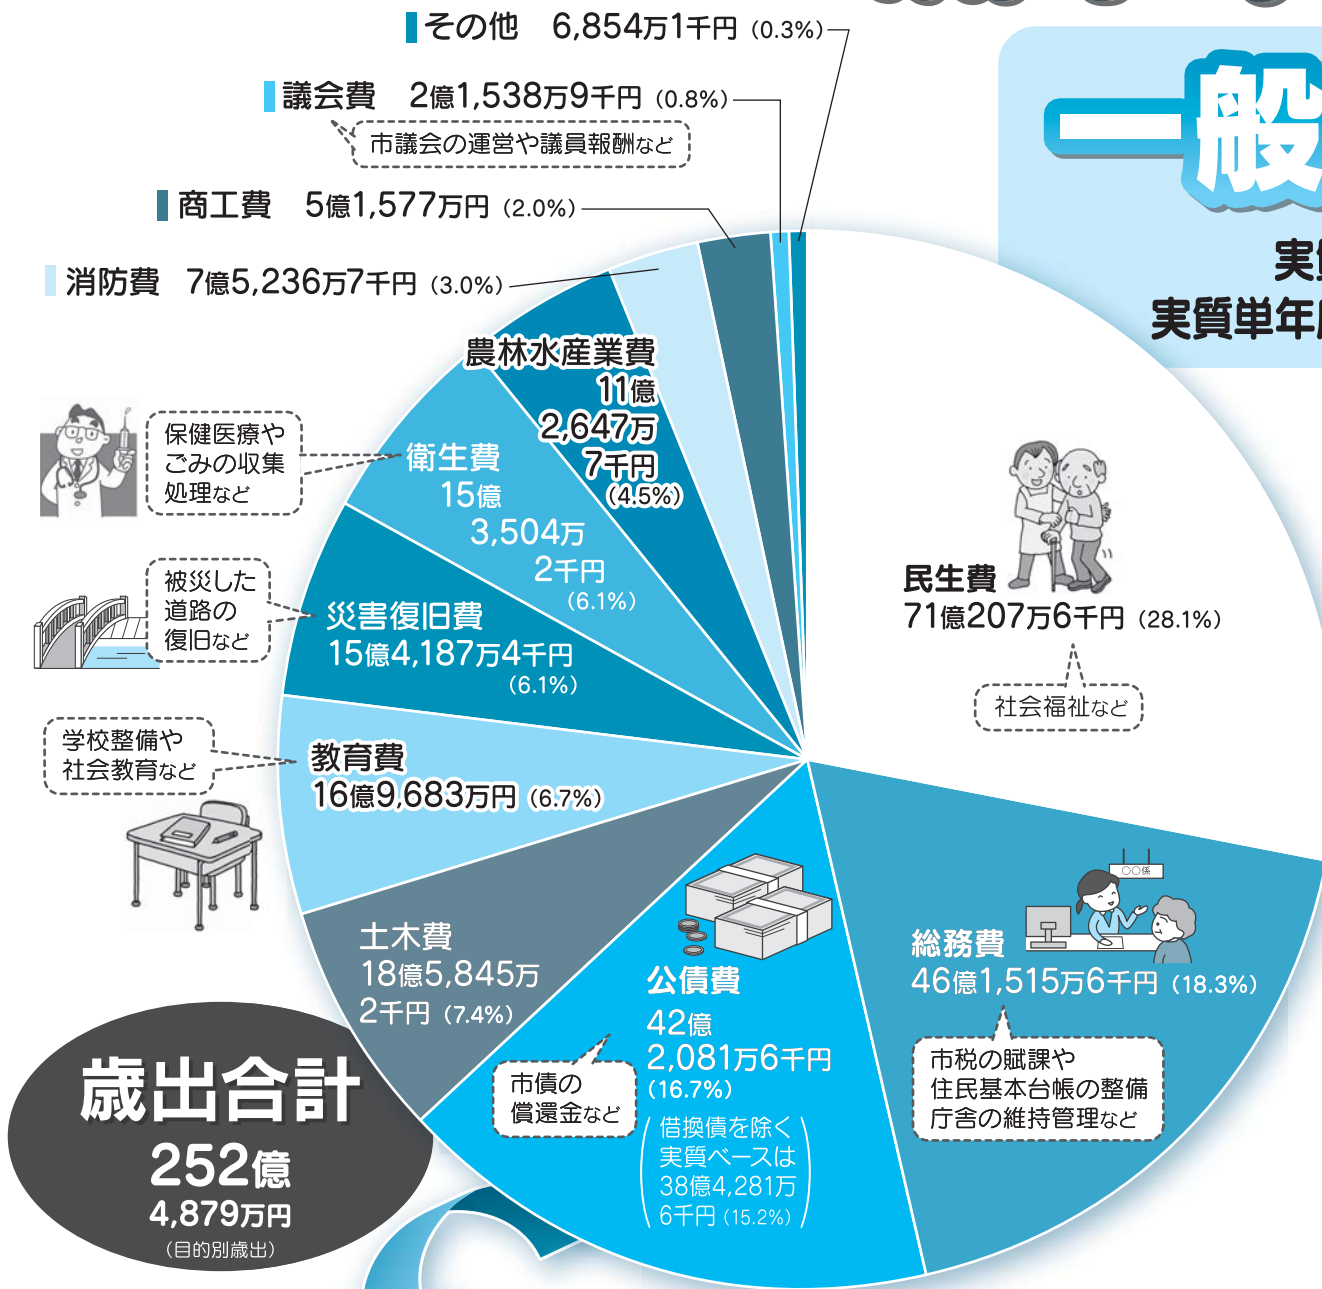 その他 6,854万1千円（0.3%）
議会費 2億1,538万9千円（0.8%）
市議会の運営や議員報酬など
商工費 5億1,577万円（2.0%）
消防費 7億5,236万7千円（3.0%）
一般
実質
実質単年度
農林水産業費
11億
2,647万
7千円
（4.5%）
保健医療や
ごみの収集
処理など
衛生費
15億
3,504万
2千円
（6.1%）
被災した
道路の
復旧など
災害復旧費
15億4,187万4千円
（6.1%）
学校整備や
社会教育など
教育費
16億9,683万円（6.7%）
民生費
71億207万6千円（28.1%）
社会福祉など
土木費
18億5,845万
2千円（7.4%）
公債費
42億
2,081万6千円
（16.7%）
市債の
償還金など
（借換債を除く
実質ベースは
38億4,281万
6千円（15.2%））
〇〇係
総務費
46億1,515万6千円（18.3%）
市税の賦課や
住民基本台帳の整備
庁舎の維持管理など
歳出合計
252億
4,879万円
（目的別歳出）